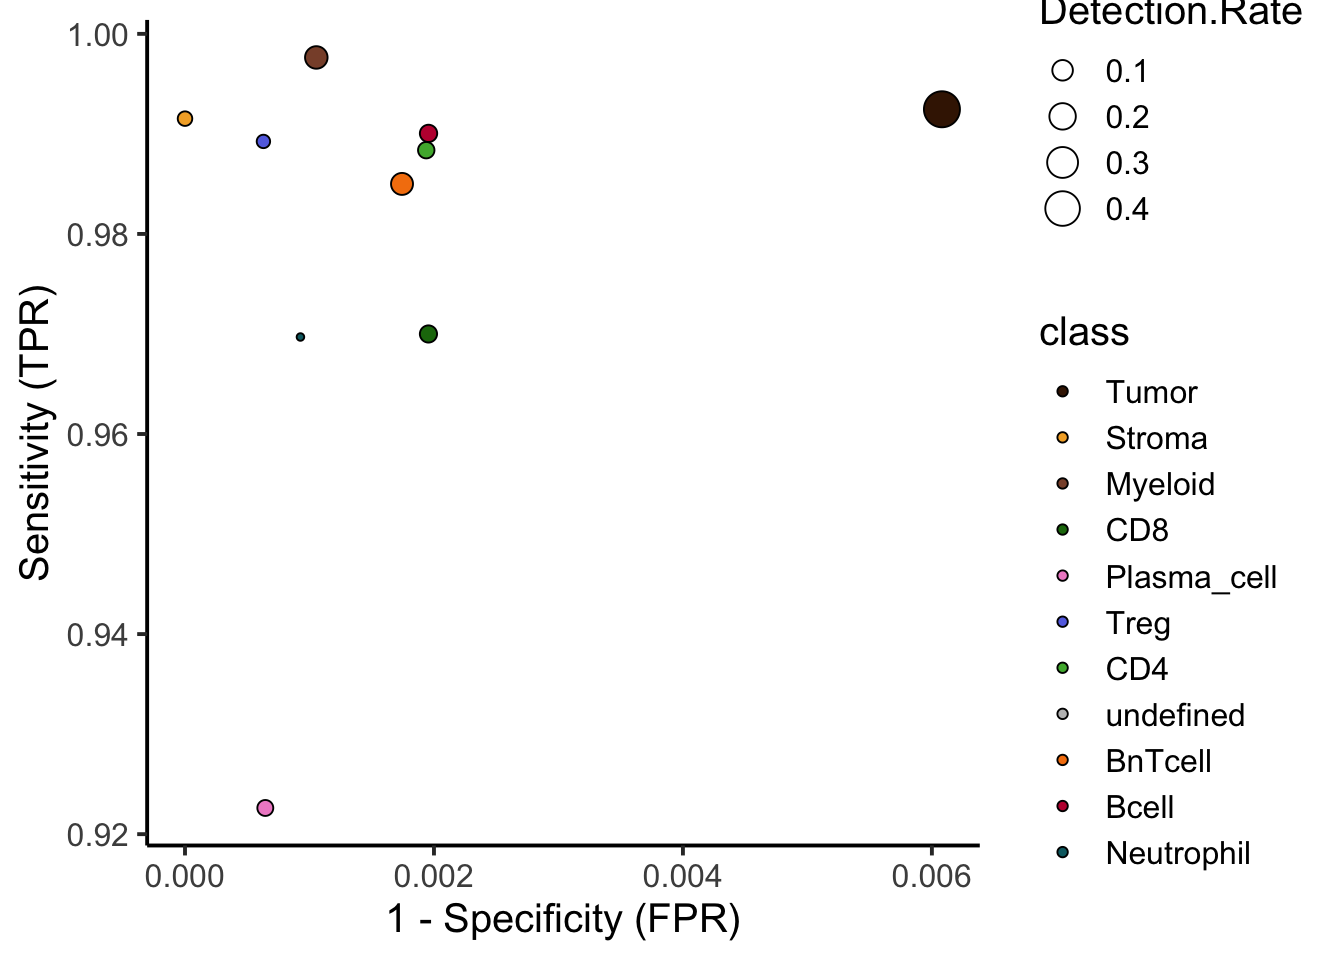 Detection.Rate
0.1
0.2
0.3
0.4
class
Tumor
Stroma
Myeloid
CD8
Plasma_cell
Treg
CD4
undefined
BnTcell
Bcell
Neutrophil
Sensitivity (TPR)
1.00
0.98
0.96
0.94
0.92
0.000 0.002 0.004 0.006
1 - Specificity (FPR)